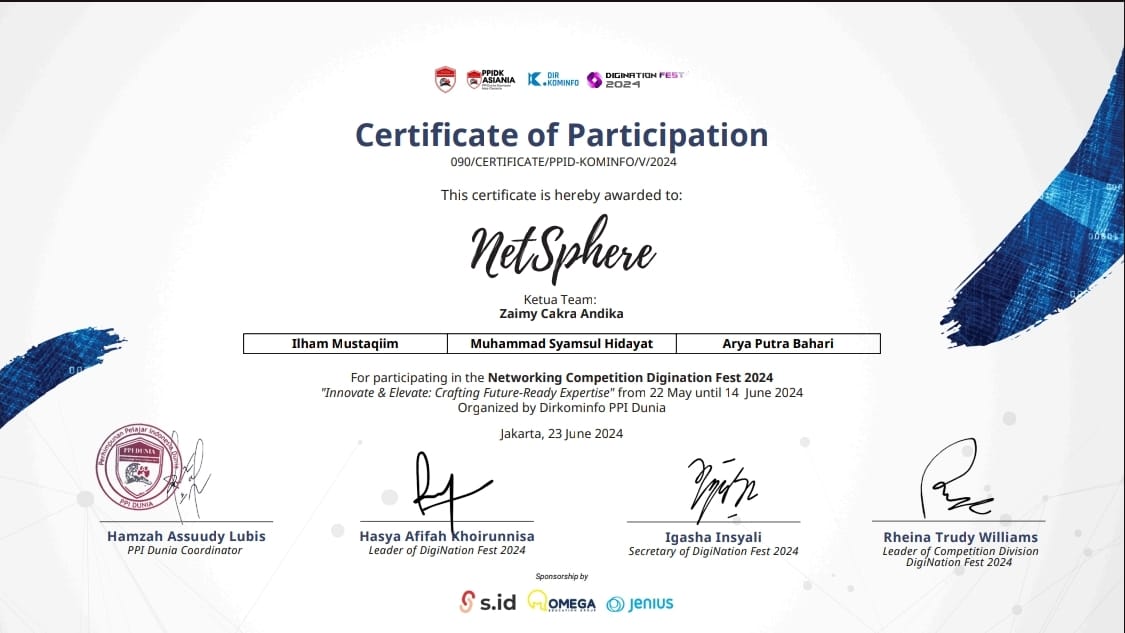 PPIDK
ASIANIA
DIR
.KOMINFO
DIGINATION FEST
2024
Certificate of Participation
090/CERTIFICATE/PPID-KOMINFO/V/2024
This certificate is hereby awarded to:
NetSphere
Ketua Team:
Zaimy Cakra Andika
Ilham Mustaqiim Muhammad Syamsul Hidayat Arya Putra Bahari
For participating in the Networking Competition Digination Fest 2024
"Innovate & Elevate: Crafting Future-Ready Expertise" from 22 May until 14 June 2024
Organized by Dirkominfo PPI Dunia
Jakarta, 23 June 2024
Perhimpunan Pelajar Indonesia Dunia
PPI DUNIA
PPI DUNIA
Hamzah Assuudy Lubis
PPI Dunia Coordinator
Hasya Afifah Khoirunnisa
Leader of DigiNation Fest 2024
Igasha Insyali
Secretary of DigiNation Fest 2024
Rheina Trudy Williams
Leader of Competition Division
DigiNation Fest 2024
Sponsorship by
s.id
OMEGA
jenius